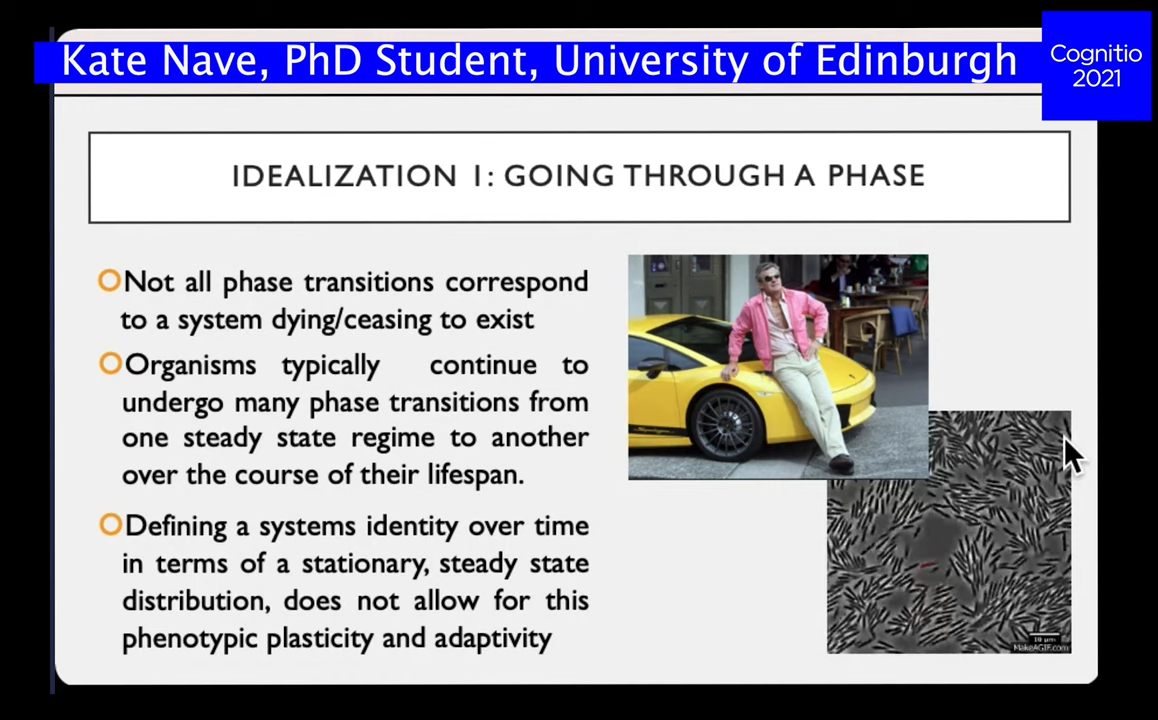 Kate Nave, PhD Student, University of Edinburgh
Cognitio
2021
IDEALIZATION 1: GOING THROUGH A PHASE
Not all phase transitions correspond
to a system dying/ceasing to exist
Organisms typically continue to
undergo many phase transitions from
one steady state regime to another
over the course of their lifespan.
Defining a systems identity over time
in terms of a stationary, steady state
distribution, does not allow for this
phenotypic plasticity and adaptivity
10 μm
MakeAGIF.com